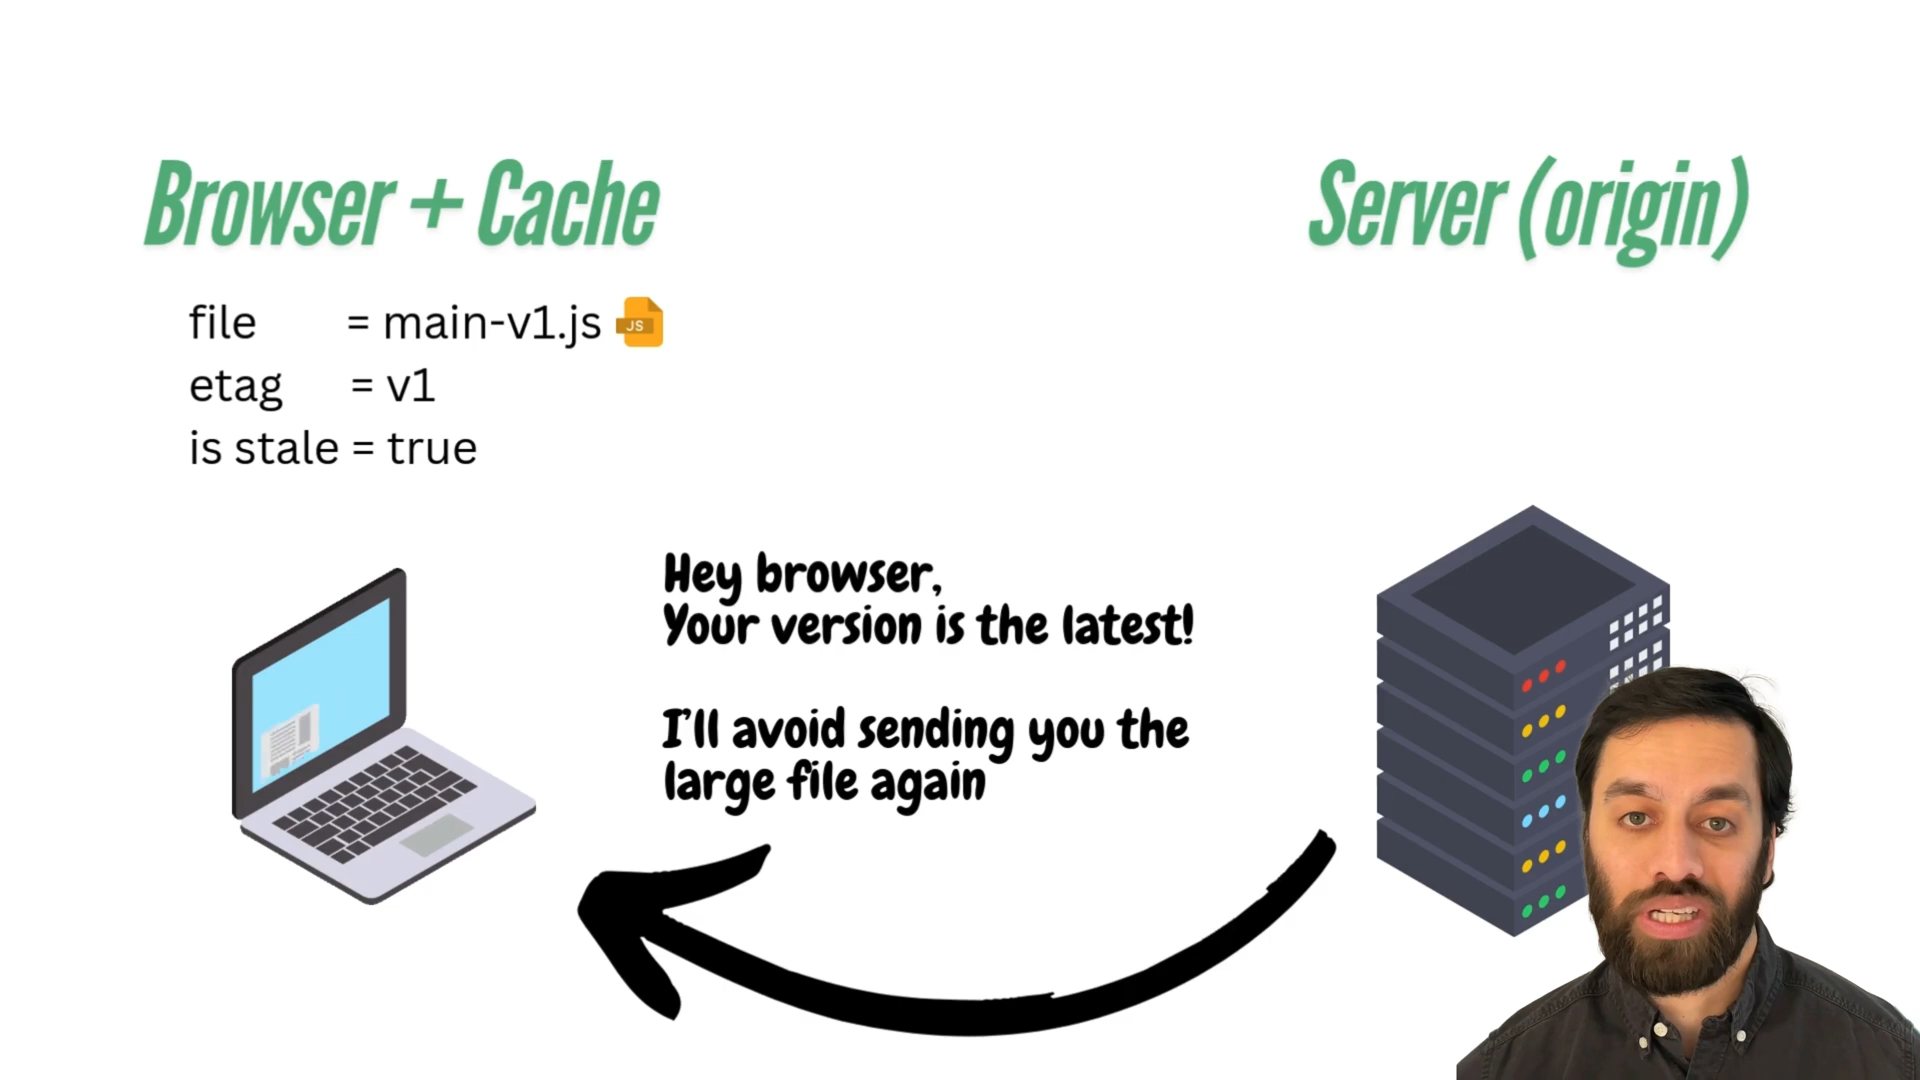 Browser + Cache
Server (origin)
file = main-v1.js
JS
etag = v1
is stale = true
Hey browser,
Your version is the latest!
I'll avoid sending you the
large file again